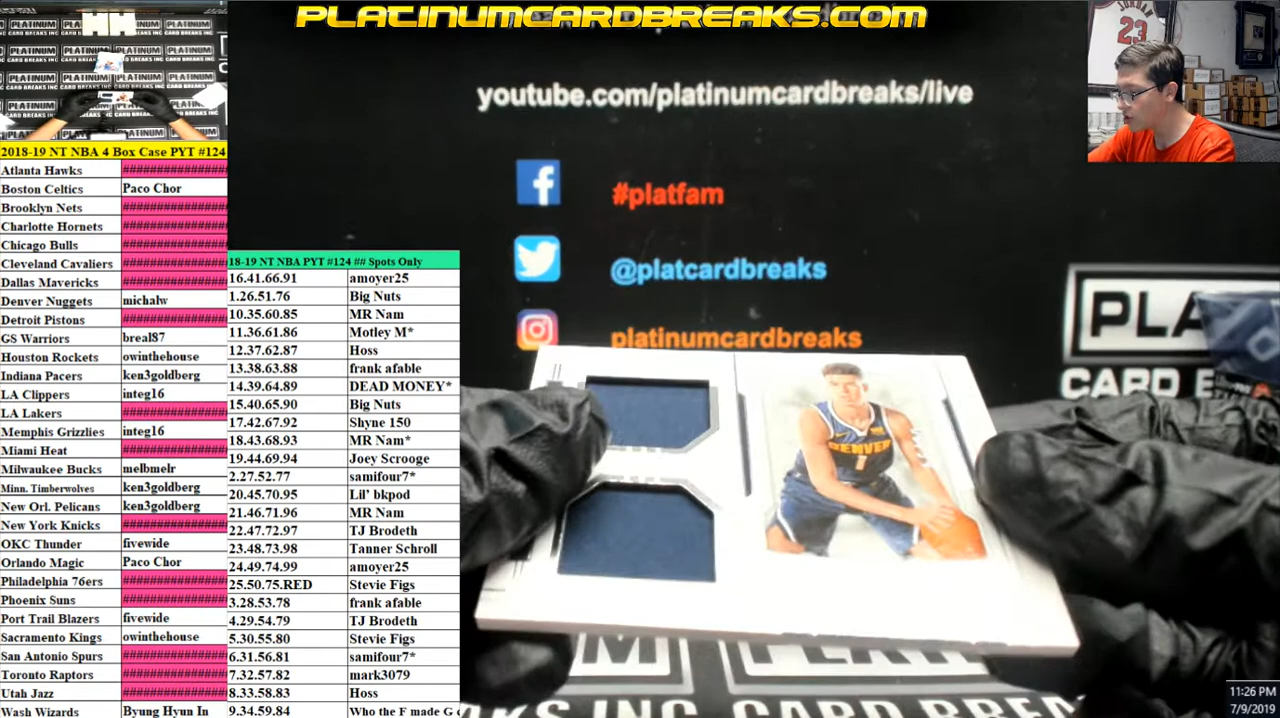 PLATINUMCARDBREAKS.COM
youtube.com/platinumcardbreaks/live
#platfam
@platcardbreaks
platinumcardbreaks
JORDAN
23
2018-19 NT NBA 4 Box Case PYT #124
Atlanta Hawks ##################
Boston Celtics Paco Chor
Brooklyn Nets ##################
Charlotte Hornets ##################
Chicago Bulls ##################
Cleveland Cavaliers ##################
Dallas Mavericks ##################
Denver Nuggets michalw
Detroit Pistons ##################
GS Warriors breal87
Houston Rockets owinthehouse
Indiana Pacers ken3goldberg
LA Clippers integ16
LA Lakers ##################
Memphis Grizzlies integ16
Miami Heat ##################
Milwaukee Bucks melbmelr
Minn. Timberwolves ken3goldberg
New Orl. Pelicans ken3goldberg
New York Knicks ##################
OKC Thunder fivewide
Orlando Magic Paco Chor
Philadelphia 76ers ##################
Phoenix Suns ##################
Port Trail Blazers fivewide
Sacramento Kings owinthehouse
San Antonio Spurs ##################
Toronto Raptors ##################
Utah Jazz ##################
Wash Wizards Byung Hyun In
18-19 NT NBA PYT #124 ## Spots Only
16.41.66.91 amoyer25
1.26.51.76 Big Nuts
10.35.60.85 MR Nam
11.36.61.86 Motley M*
12.37.62.87 Hoss
13.38.63.88 frank afable
14.39.64.89 DEAD MONEY*
15.40.65.90 Big Nuts
17.42.67.92 Shyne 150
18.43.68.93 MR Nam*
19.44.69.94 Joey Scrooge
2.27.52.77 samifour7*
20.45.70.95 Lil' bkpod
21.46.71.96 MR Nam
22.47.72.97 TJ Brodeth
23.48.73.98 Tanner Schroll
24.49.74.99 amoyer25
25.50.75.RED Stevie Figs
3.28.53.78 frank afable
4.29.54.79 TJ Brodeth
5.30.55.80 Stevie Figs
6.31.56.81 samifour7*
7.32.57.82 mark3079
8.33.58.83 Hoss
9.34.59.84 Who the F made G
DENVER
1
11:26 PM
7/9/2019